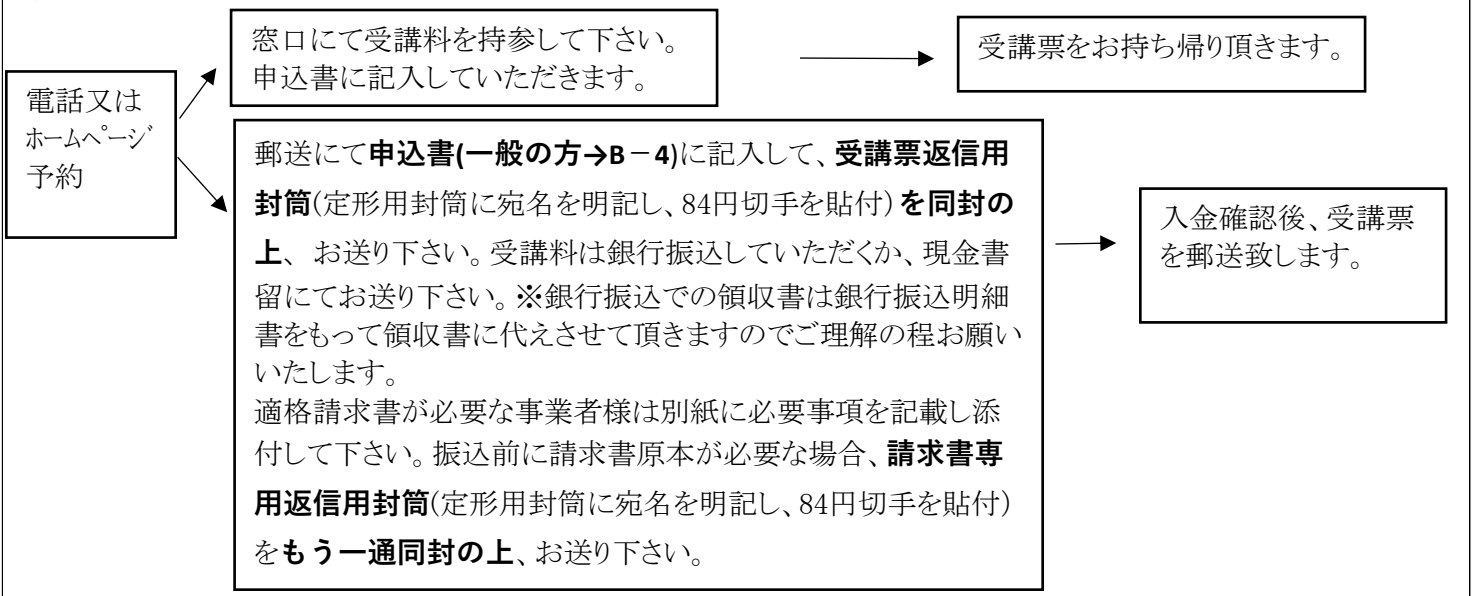 電話又は
ホームページ
予約
窓口にて受講料を持参して下さい。
申込書に記入していただきます。
受講票をお持ち帰り頂きます。
郵送にて申込書(一般の方→B－4)に記入して、受講票返信用
封筒(定形用封筒に宛名を明記し、84円切手を貼付)を同封の
上、お送り下さい。受講料は銀行振込していただくか、現金書
留にてお送り下さい。※銀行振込での領収書は銀行振込明細
書をもって領収書に代えさせて頂きますのでご理解の程お願い
いたします。
適格請求書が必要な事業者様は別紙に必要事項を記載し添
付して下さい。振込前に請求書原本が必要な場合、請求書専
用返信用封筒(定形用封筒に宛名を明記し、84円切手を貼付)
をもう一通同封の上、お送り下さい。
入金確認後、受講票
を郵送致します。